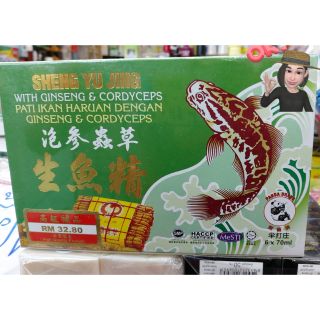 SHENG YU JING
WITH GINSENG & CORDYCEPS
PATI IKAN HARUAN DENGAN
GINSENG & CORDYCEPS
泡参蟲草
生魚精
RM 32.80
HACCP
MeSTI
半打庄
6 x 70ml